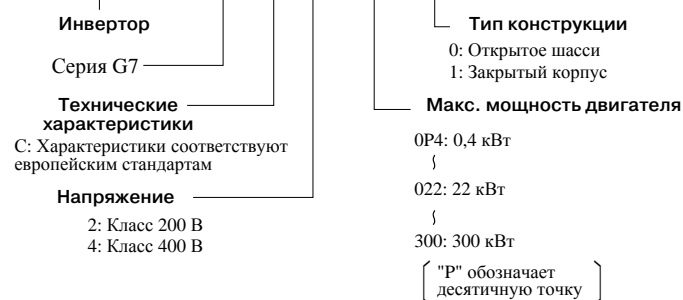 Инвертор
Серия G7
Технические
характеристики
С: Характеристики соответствуют
европейским стандартам
Напряжение
2: Класс 200 В
4: Класс 400 В
Тип конструкции
0: Открытое шасси
1: Закрытый корпус
Макс. мощность двигателя
0P4: 0,4 кВт
022: 22 кВт
300: 300 кВт
"P" обозначает
десятичную точку